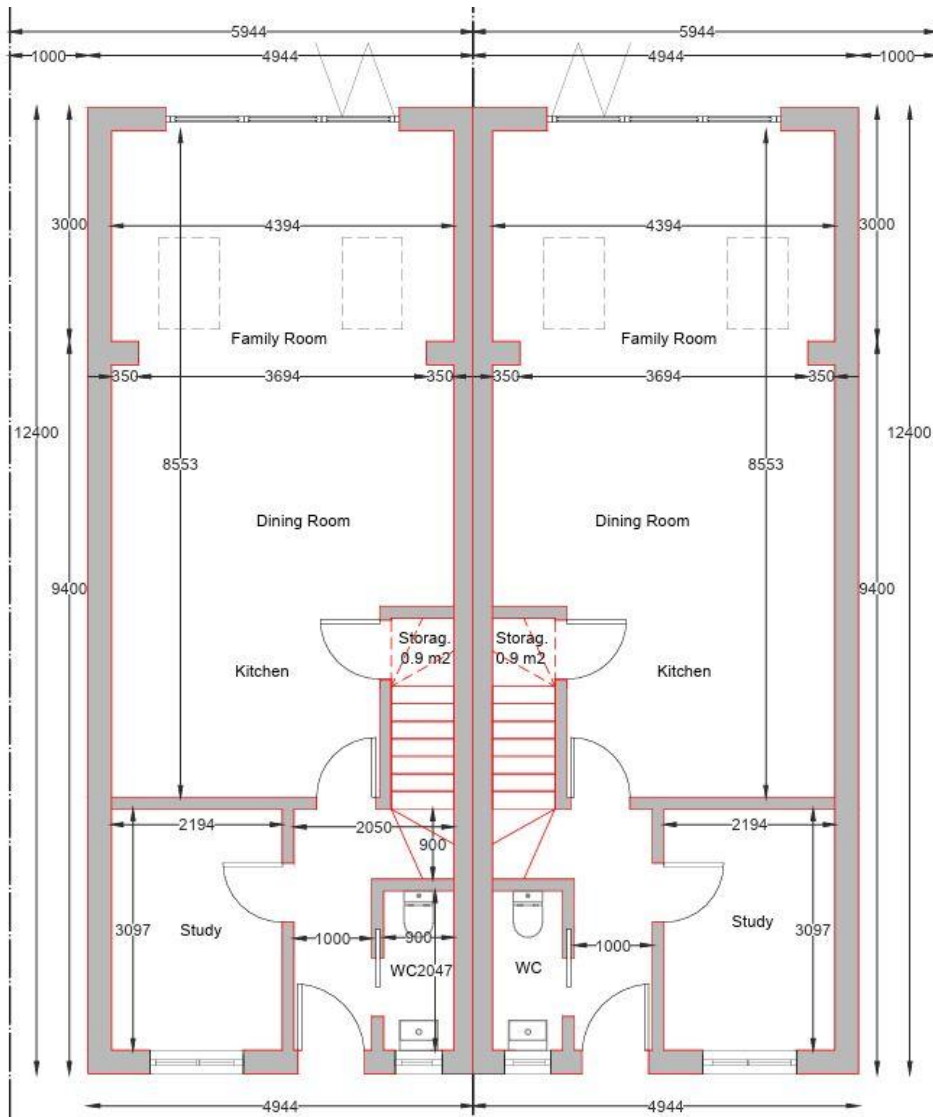 5944 5944
1000 4944 4944 1000
3000 4394 4394 3000
Family Room Family Room
350 3694 350 350 3694 350
12400 12400
8553 8553
Dining Room Dining Room
9400 9400
Storag. Storag.
0.9 m2 0.9 m2
Kitchen Kitchen
2194 2050 2194
900
3097 Study Study 3097
1000 900 1000
WC 2047 WC
4944 4944